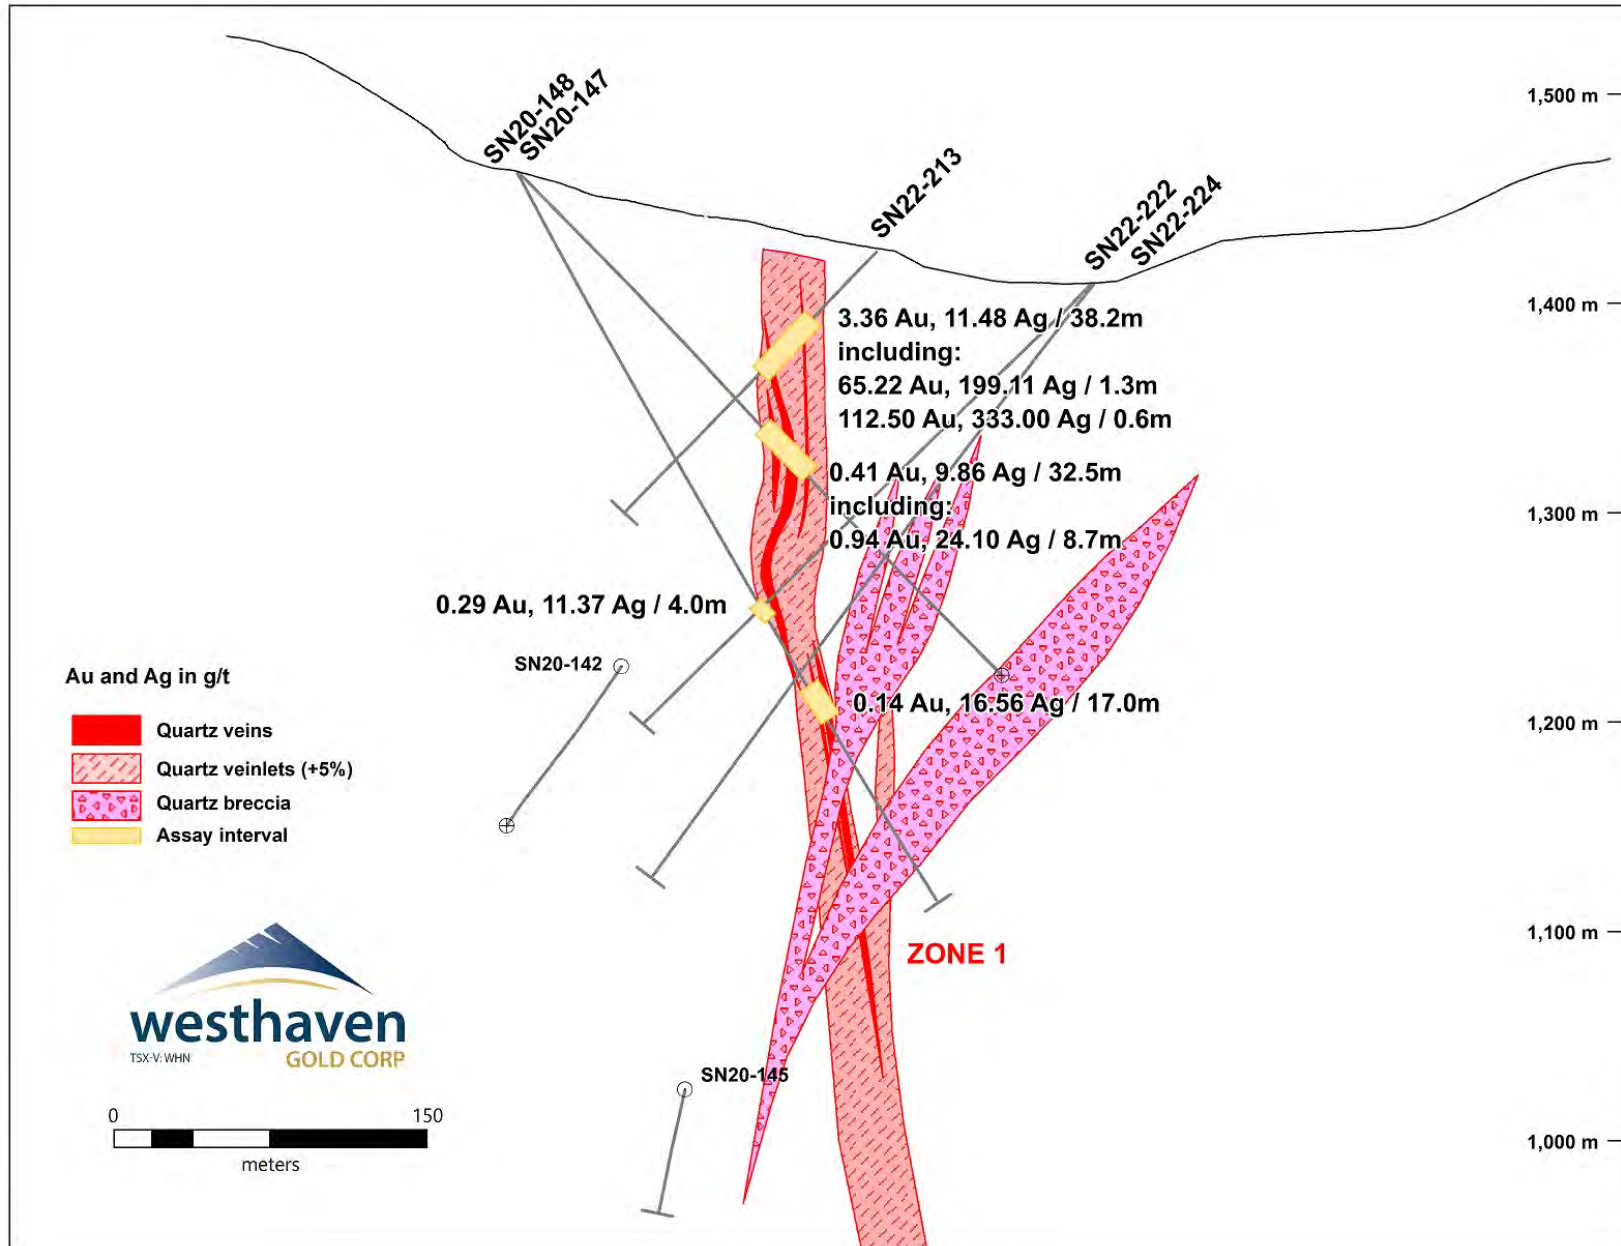 SN20-148
SN20-147
SN22-213
SN22-222
SN22-224
1,500 m
1,400 m
1,300 m
1,200 m
1,100 m
1,000 m
3.36 Au, 11.48 Ag / 38.2m
including:
65.22 Au, 199.11 Ag / 1.3m
112.50 Au, 333.00 Ag / 0.6m
0.41 Au, 9.86 Ag / 32.5m
including:
0.94 Au, 24.10 Ag / 8.7m
0.29 Au, 11.37 Ag / 4.0m
SN20-142
0.14 Au, 16.56 Ag / 17.0m
Au and Ag in g/t
Quartz veins
Quartz veinlets (+5%)
Quartz breccia
Assay interval
ZONE 1
westhaven
TSX-V: WHN
GOLD CORP
SN20-145
0 150
meters